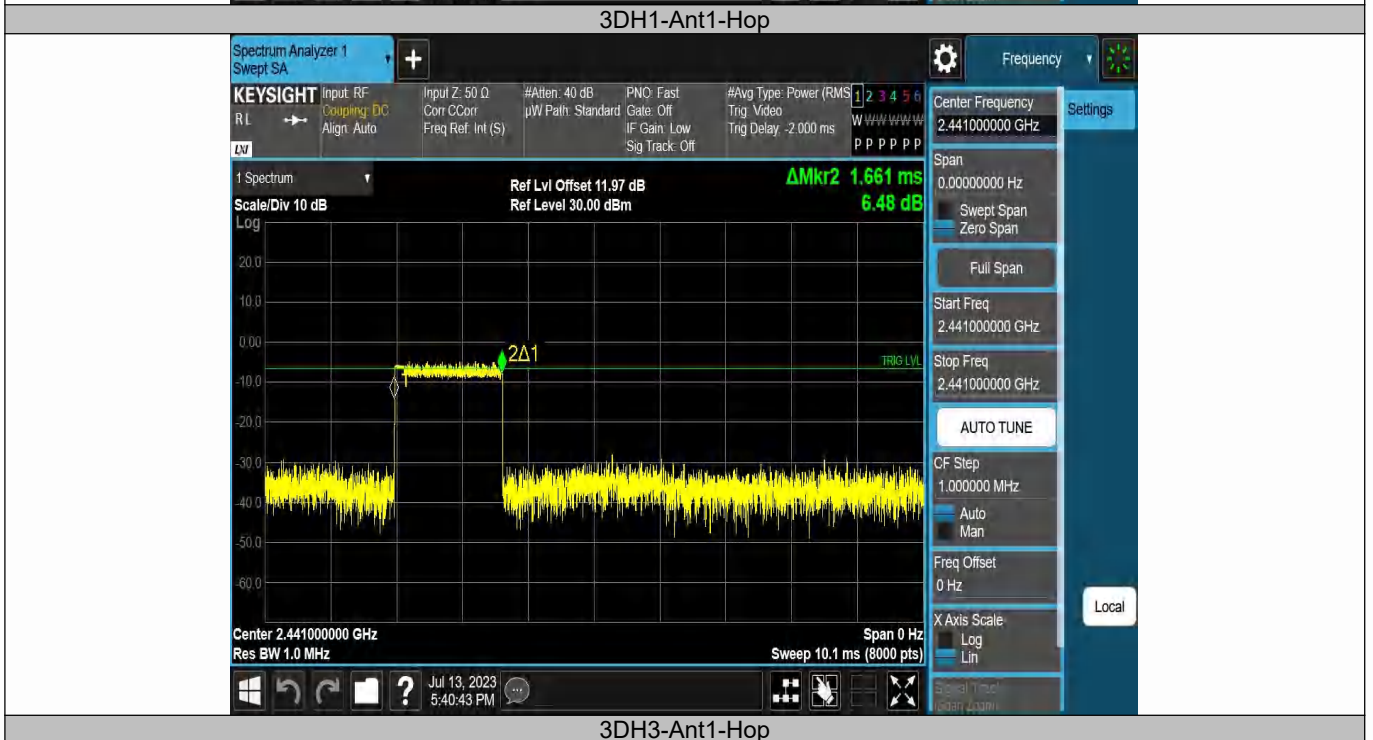 3DH1-Ant1-Hop
Spectrum Analyzer 1
Swept SA
+
Frequency
KEYSIGHT
RL
LXI
Input: RF
Coupling: DC
Align: Auto
Input Z: 50 Ω
Corr CCorr
Freq Ref: Int (S)
#Atten: 40 dB
µW Path: Standard
PNO: Fast
Gate: Off
IF Gain: Low
Sig Track: Off
#Avg Type: Power (RMS
Trig: Video
Trig Delay: -2.000 ms
1 2 3 4 5 6
W W W W W W
P P P P P P
Center Frequency
2.441000000 GHz
Settings
1 Spectrum
Scale/Div 10 dB
Log
Ref Lvl Offset 11.97 dB
Ref Level 30.00 dBm
ΔMkr2 1.661 ms
6.48 dB
Span
0.00000000 Hz
Swept Span
Zero Span
Full Span
Start Freq
2.441000000 GHz
Stop Freq
2.441000000 GHz
AUTO TUNE
CF Step
1.000000 MHz
Auto
Man
Freq Offset
0 Hz
X Axis Scale
Log
Lin
Local
20.0
10.0
0.00
-10.0
-20.0
-30.0
-40.0
-50.0
-60.0
2Δ1
TRIG LVL
Center 2.441000000 GHz
Res BW 1.0 MHz
Span 0 Hz
Sweep 10.1 ms (8000 pts)
?
Jul 13, 2023
5:40:43 PM
3DH3-Ant1-Hop